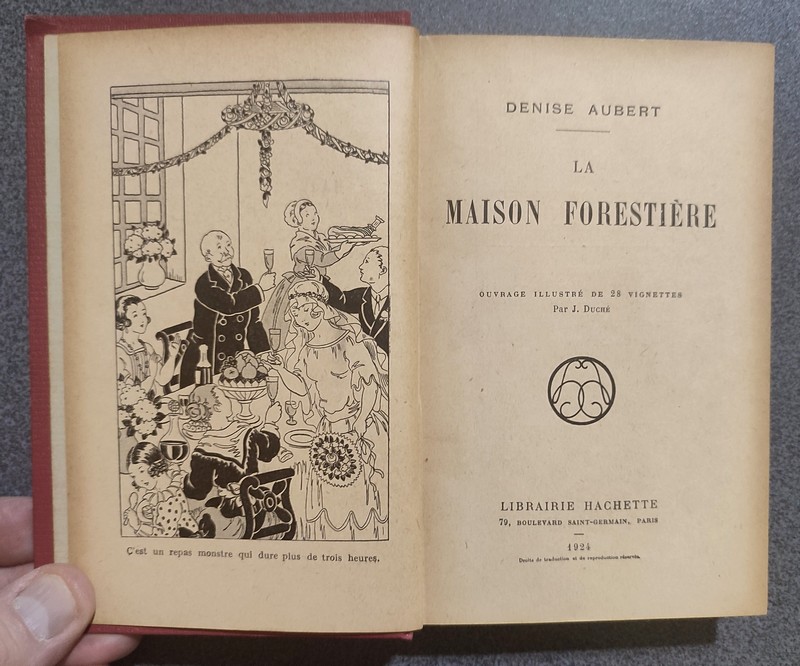 C'est un repas monstre qui dure plus de trois heures.
DENISE AUBERT
LA
MAISON FORESTIÈRE
OUVRAGE ILLUSTRÉ DE 28 VIGNETTES
Par J. DUCHÉ
LIBRAIRIE HACHETTE
79, BOULEVARD SAINT-GERMAIN, PARIS
1924
Droits de traduction et de reproduction réservés.